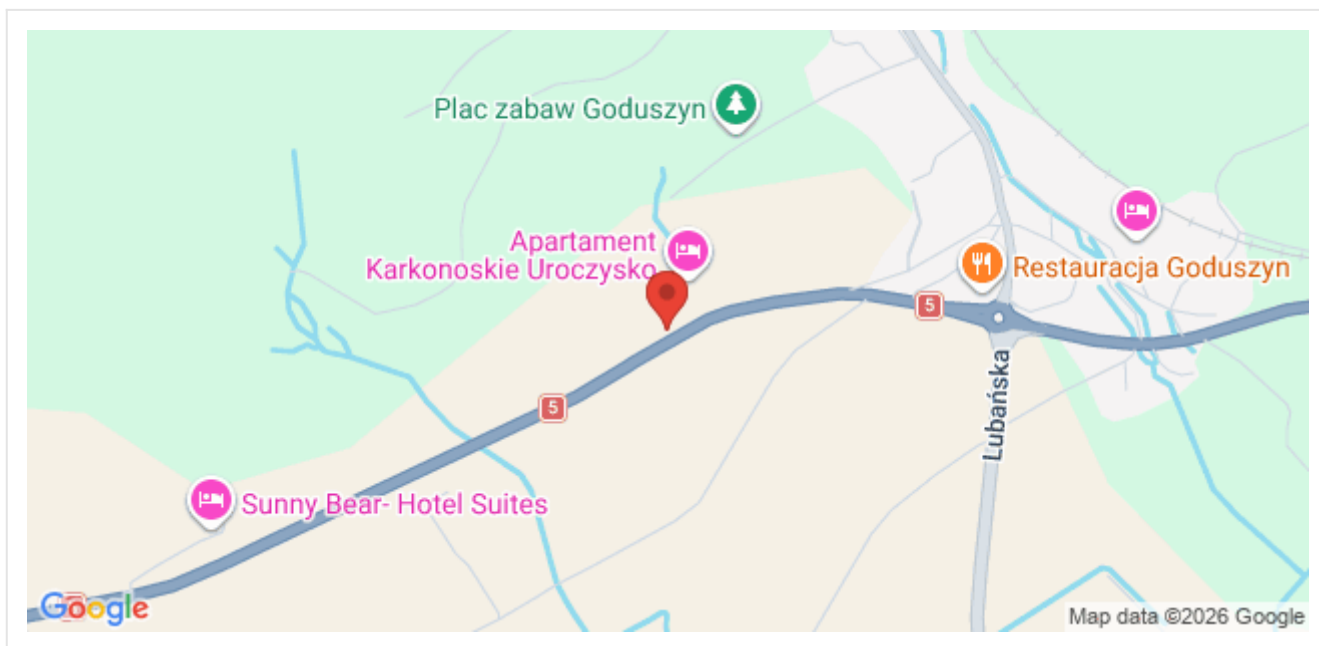 Plac zabaw Goduszyn
Apartament
Karkonoskie Uroczysko
Restauracja Goduszyn
5
5
Lubańska
Sunny Bear- Hotel Suites
Google
Map data ©2026 Google